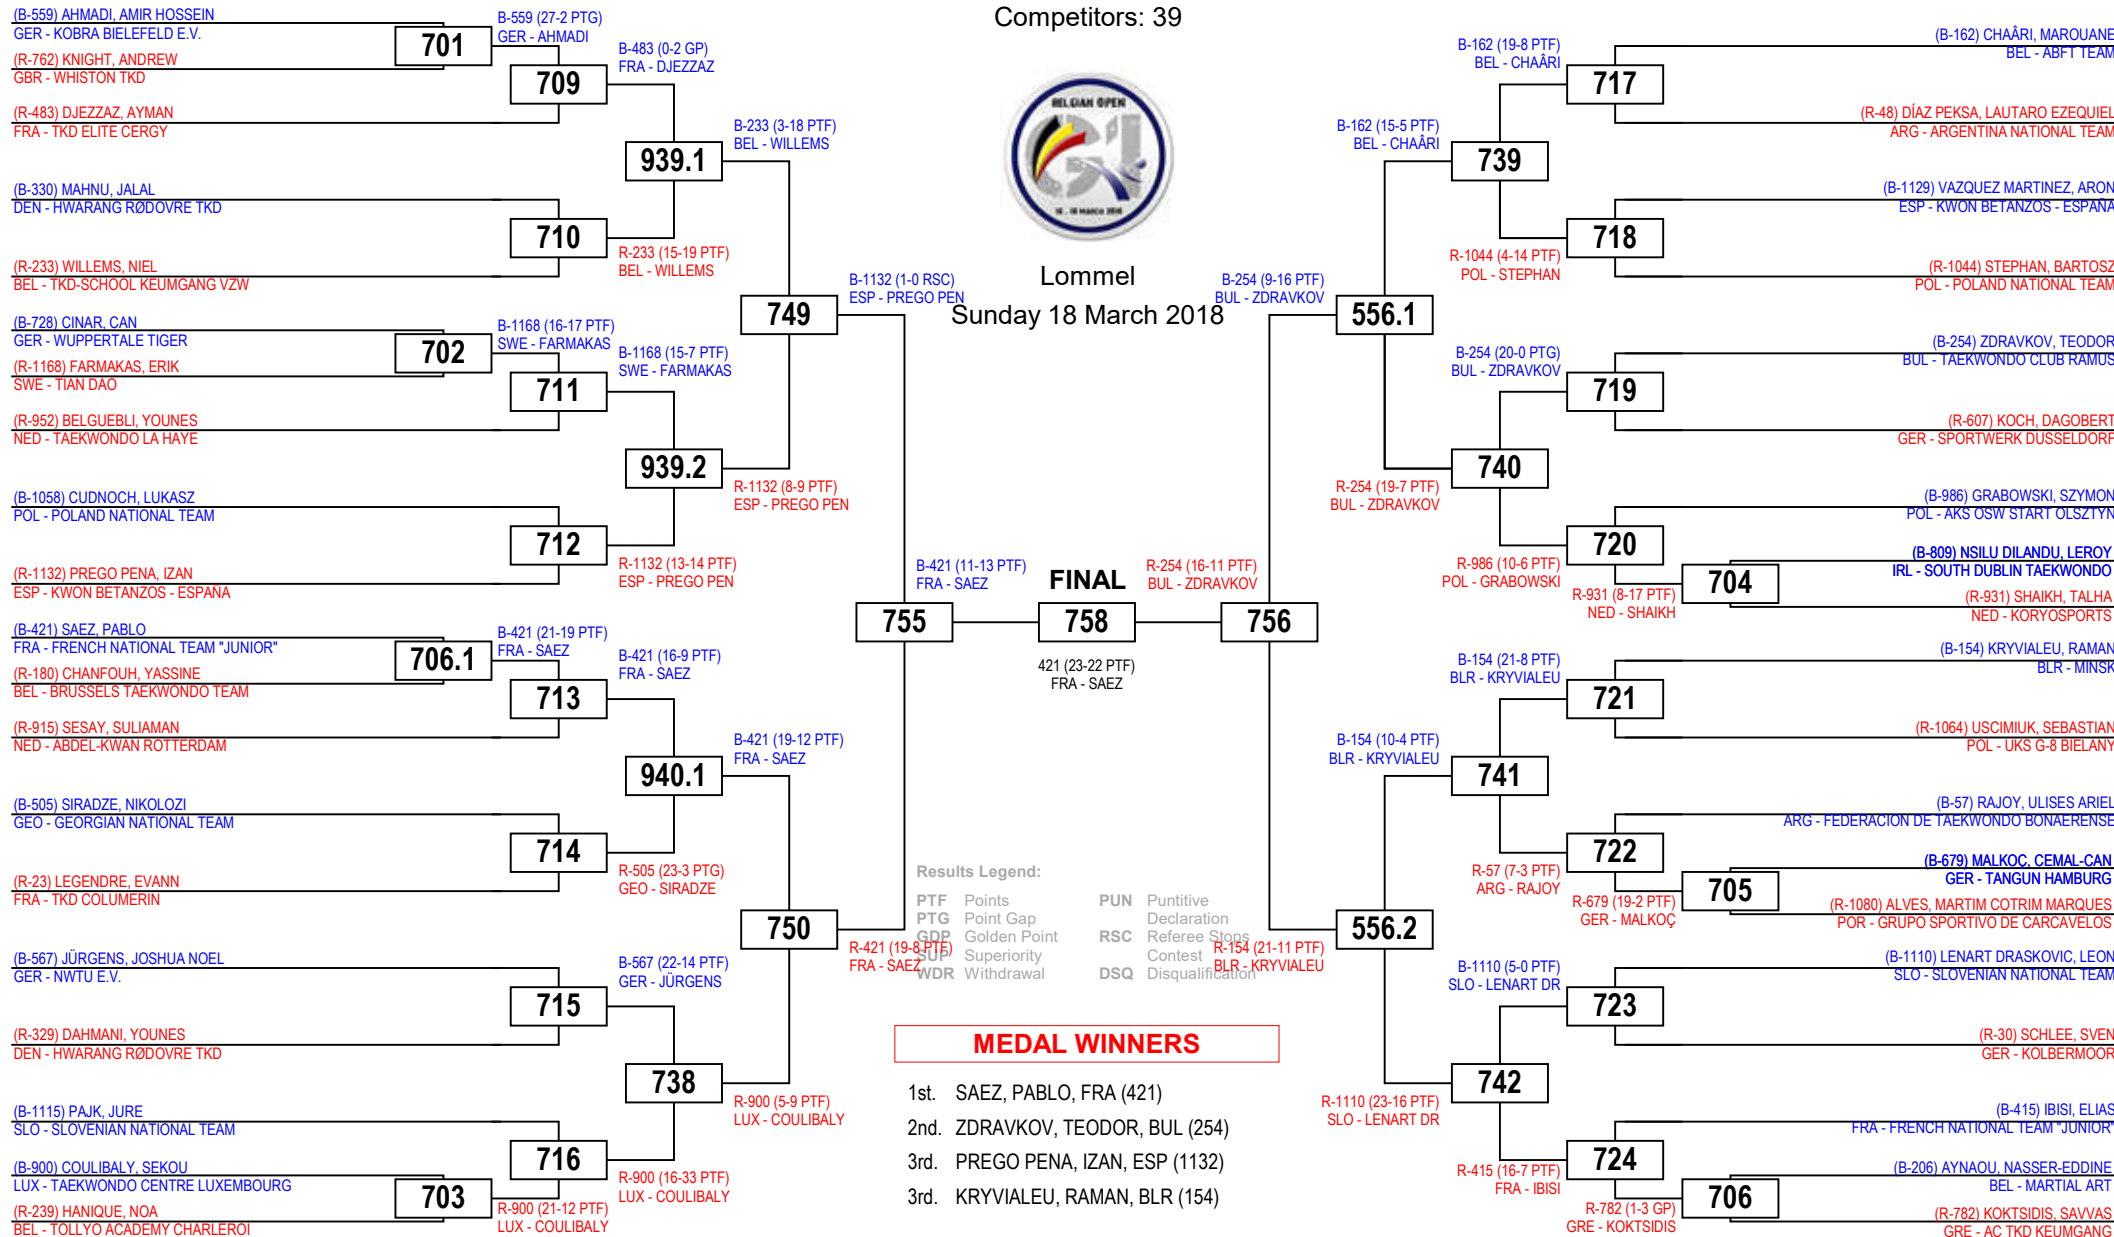 Competitors: 39
BELGIAN OPEN
Lommel
Sunday 18 March 2018
(B-559) AHMADI, AMIR HOSSEIN
GER - KOBRA BIELEFELD E.V.
701
(R-762) KNIGHT, ANDREW
GBR - WHISTON TKD
B-559 (27-2 PTG)
GER - AHMADI
709
(R-483) DJEZZAZ, AYMAN
FRA - TKD ELITE CERGY
B-483 (0-2 GP)
FRA - DJEZZAZ
939.1
(B-330) MAHNU, JALAL
DEN - HWARANG RØDOVRE TKD
710
(R-233) WILLEMS, NIEL
BEL - TKD-SCHOOL KEUMGANG VZW
R-233 (15-19 PTF)
BEL - WILLEMS
B-233 (3-18 PTF)
BEL - WILLEMS
749
(B-728) CINAR, CAN
GER - WUPPERTALE TIGER
702
(R-1168) FARMAKAS, ERIK
SWE - TIAN DAO
B-1168 (16-17 PTF)
SWE - FARMAKAS
711
(R-952) BELGUEBLI, YOUNES
NED - TAEKWONDO LA HAYE
B-1168 (15-7 PTF)
SWE - FARMAKAS
939.2
(B-1058) CUDNOCH, LUKASZ
POL - POLAND NATIONAL TEAM
712
(R-1132) PREGO PENA, IZAN
ESP - KWON BETANZOS - ESPAÑA
R-1132 (13-14 PTF)
ESP - PREGO PEN
R-1132 (8-9 PTF)
ESP - PREGO PEN
B-1132 (1-0 RSC)
ESP - PREGO PEN
755
(B-421) SAEZ, PABLO
FRA - FRENCH NATIONAL TEAM "JUNIOR"
706.1
(R-180) CHANFOUH, YASSINE
BEL - BRUSSELS TAEKWONDO TEAM
B-421 (21-19 PTF)
FRA - SAEZ
713
(R-915) SESAY, SULIAMAN
NED - ABDEL-KWAN ROTTERDAM
B-421 (16-9 PTF)
FRA - SAEZ
940.1
(B-505) SIRADZE, NIKOLOZI
GEO - GEORGIAN NATIONAL TEAM
714
(R-23) LEGENDRE, EVANN
FRA - TKD COLUMERIN
R-505 (23-3 PTG)
GEO - SIRADZE
B-421 (19-12 PTF)
FRA - SAEZ
750
(B-567) JÜRGENS, JOSHUA NOEL
GER - NWTU E.V.
715
(R-329) DAHMANI, YOUNES
DEN - HWARANG RØDOVRE TKD
B-567 (22-14 PTF)
GER - JÜRGENS
738
(B-1115) PAJK, JURE
SLO - SLOVENIAN NATIONAL TEAM
716
(B-900) COULIBALY, SEKOU
LUX - TAEKWONDO CENTRE LUXEMBOURG
703
(R-239) HANIQUE, NOA
BEL - TOLLYO ACADEMY CHARLEROI
R-900 (21-12 PTF)
LUX - COULIBALY
R-900 (16-33 PTF)
LUX - COULIBALY
R-900 (5-9 PTF)
LUX - COULIBALY
R-421 (19-8 PTF)
FRA - SAEZ
B-421 (11-13 PTF)
FRA - SAEZ
FINAL
758
421 (23-22 PTF)
FRA - SAEZ
R-254 (16-11 PTF)
BUL - ZDRAVKOV
756
B-254 (9-16 PTF)
BUL - ZDRAVKOV
556.1
B-162 (15-5 PTF)
BEL - CHAÂRI
739
B-162 (19-8 PTF)
BEL - CHAÂRI
717
(B-162) CHAÂRI, MAROUANE
BEL - ABFT TEAM
(R-48) DÍAZ PEKSA, LAUTARO EZEQUIEL
ARG - ARGENTINA NATIONAL TEAM
R-1044 (4-14 PTF)
POL - STEPHAN
718
(B-1129) VAZQUEZ MARTINEZ, ARON
ESP - KWON BETANZOS - ESPAÑA
(R-1044) STEPHAN, BARTOSZ
POL - POLAND NATIONAL TEAM
R-254 (19-7 PTF)
BUL - ZDRAVKOV
740
B-254 (20-0 PTG)
BUL - ZDRAVKOV
719
(B-254) ZDRAVKOV, TEODOR
BUL - TAEKWONDO CLUB RAMUS
(R-607) KOCH, DAGOBERT
GER - SPORTWERK DUSSELDORF
R-986 (10-6 PTF)
POL - GRABOWSKI
720
(B-986) GRABOWSKI, SZYMON
POL - AKS OSW START OLSZTYN
R-931 (8-17 PTF)
NED - SHAIKH
704
(B-809) NSILU DILANDU, LEROY
IRL - SOUTH DUBLIN TAEKWONDO
(R-931) SHAIKH, TALHA
NED - KORYOSPORTS
R-154 (21-11 PTF)
BLR - KRYVIALEU
556.2
B-154 (10-4 PTF)
BLR - KRYVIALEU
741
B-154 (21-8 PTF)
BLR - KRYVIALEU
721
(B-154) KRYVIALEU, RAMAN
BLR - MINSK
(R-1064) USCIMIUK, SEBASTIAN
POL - UKS G-8 BIELANY
R-57 (7-3 PTF)
ARG - RAJOY
722
(B-57) RAJOY, ULISES ARIEL
ARG - FEDERACION DE TAEKWONDO BONAERENSE
R-679 (19-2 PTF)
GER - MALKOÇ
705
(B-679) MALKOÇ, CEMAL-CAN
GER - TANGUN HAMBURG
(R-1080) ALVES, MARTIM COTRIM MARQUES
POR - GRUPO SPORTIVO DE CARCAVELOS
R-1110 (23-16 PTF)
SLO - LENART DR
742
B-1110 (5-0 PTF)
SLO - LENART DR
723
(B-1110) LENART DRASKOVIC, LEON
SLO - SLOVENIAN NATIONAL TEAM
(R-30) SCHLEE, SVEN
GER - KOLBERMOOR
R-415 (16-7 PTF)
FRA - IBISI
724
(B-415) IBISI, ELIAS
FRA - FRENCH NATIONAL TEAM "JUNIOR"
R-782 (1-3 GP)
GRE - KOKTSIDIS
706
(B-206) AYNAOU, NASSER-EDDINE
BEL - MARTIAL ART
(R-782) KOKTSIDIS, SAVVAS
GRE - AC TKD KEUMGANG
Results Legend:
PTF Points
PTG Point Gap
GDP Golden Point
SUP Superiority
WDR Withdrawal
PUN Puntitive
Declaration
RSC Referee Stops
Contest
DSQ Disqualification
MEDAL WINNERS
1st. SAEZ, PABLO, FRA (421)
2nd. ZDRAVKOV, TEODOR, BUL (254)
3rd. PREGO PENA, IZAN, ESP (1132)
3rd. KRYVIALEU, RAMAN, BLR (154)